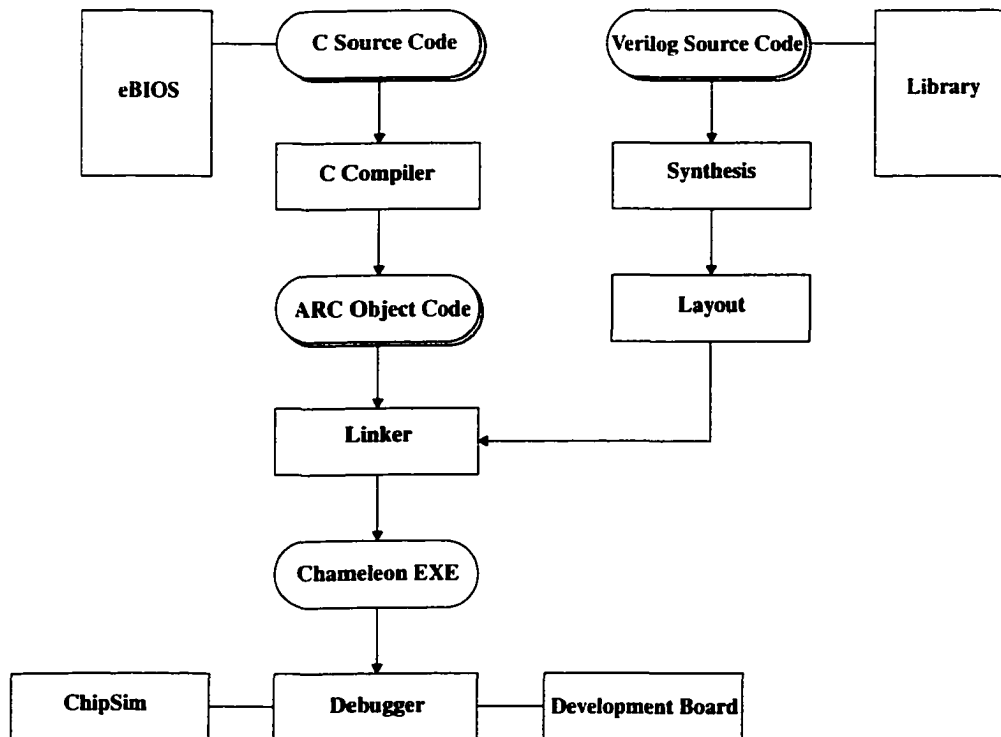 C Source Code
Verilog Source Code
eBIOS
Library
C Compiler
Synthesis
ARC Object Code
Layout
Linker
Chameleon EXE
ChipSim
Debugger
Development Board